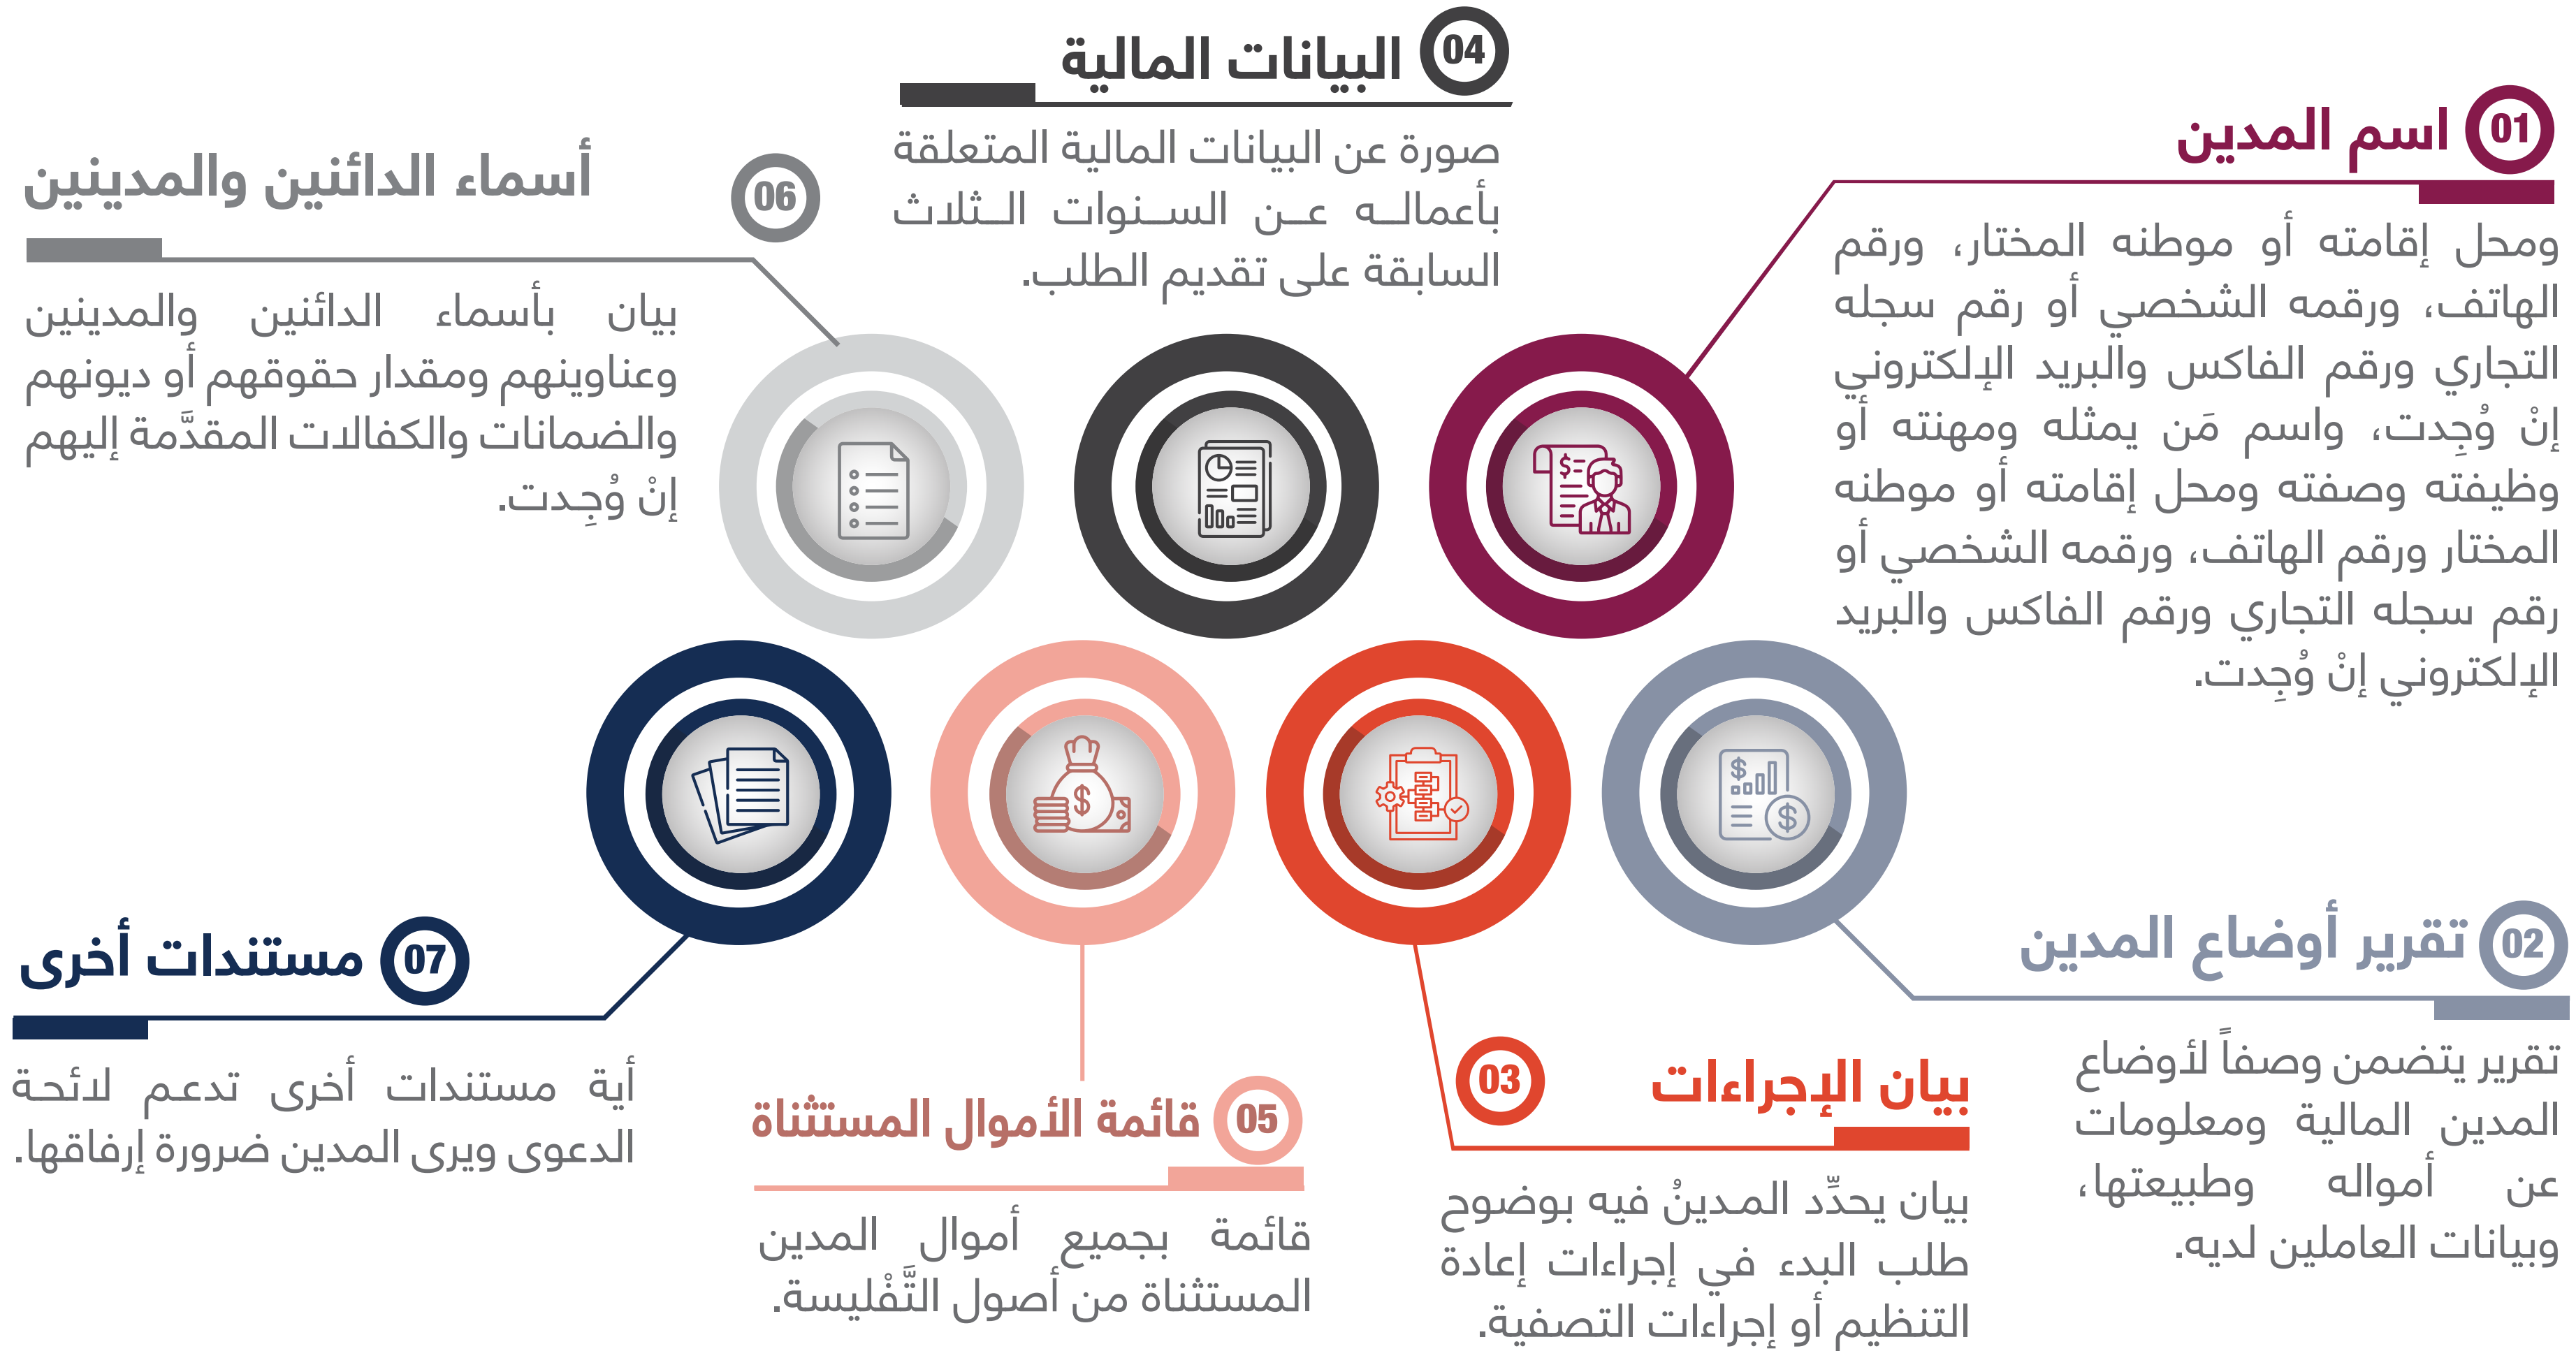 01
اسم المدين
ومحل إقامته أو موطنه المختار، ورقم
الهاتف، ورقمه الشخصي أو رقم سجله
التجاري ورقم الفاكس والبريد الإلكتروني
إنْ وُجِدت، واسم مَن يمثله ومهنته أو
وظيفته وصفته ومحل إقامته أو موطنه
المختار ورقم الهاتف، ورقمه الشخصي أو
رقم سجله التجاري ورقم الفاكس والبريد
الإلكتروني إنْ وُجِدت.
02
تقرير أوضاع المدين
تقرير يتضمن وصفاً لأوضاع
المدين المالية ومعلومات
عن أمواله وطبيعتها،
وبيانات العاملين لديه.
03
بيان الإجراءات
بيان يحدِّد المدينُ فيه بوضوح
طلب البدء في إجراءات إعادة
التنظيم أو إجراءات التصفية.
04
البيانات المالية
صورة عن البيانات المالية المتعلقة
بأعمالـــه عـــن الســـنوات الـــثلاث
السابقة على تقديم الطلب.
05
قائمة الأموال المستثناة
قائمة بجميع أموال المدين
المستثناة من أصول التَّفْليسة.
06
أسماء الدائنين والمدينين
بيان بأسماء الدائنين والمدينين
وعناوينهم ومقدار حقوقهم أو ديونهم
والضمانات والكفالات المقدَّمة إليهم
إنْ وُجِـدت.
07
مستندات أخرى
أية مستندات أخرى تدعـم لائحـة
الدعوى ويرى المدين ضرورة إرفاقها.